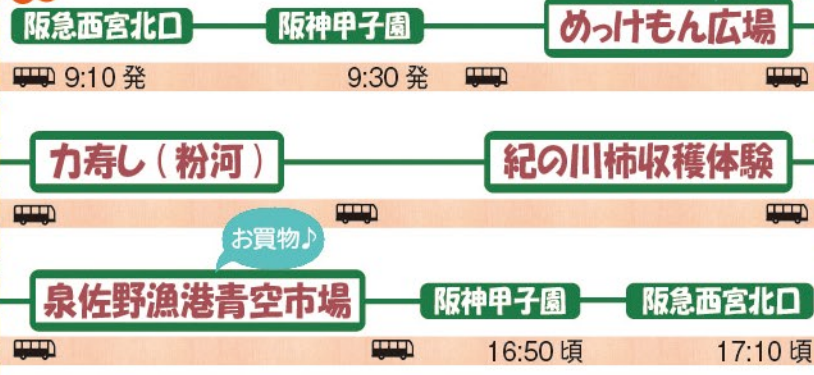 阪急西宮北口 阪神甲子園 めっけもん広場
9:10 発 9:30 発
力寿し(粉河) 紀の川柿収穫体験
お買物♪
泉佐野漁港青空市場 阪神甲子園 阪急西宮北口
16:50 頃 17:10 頃